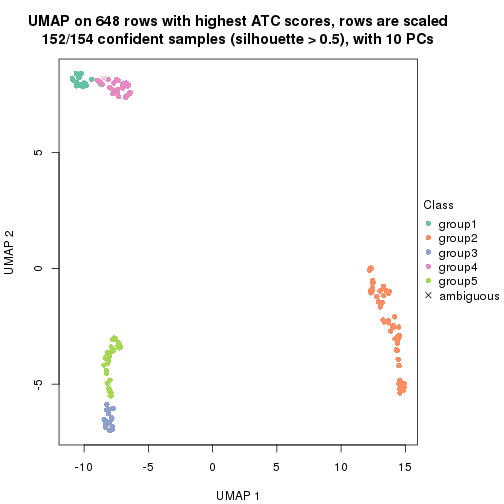 UMAP on 648 rows with highest ATC scores, rows are scaled
152/154 confident samples (silhouette > 0.5), with 10 PCs
UMAP 2
5
0
-5
-10
-5
0
5
10
15
UMAP 1
Class
group1
group2
group3
group4
group5
ambiguous